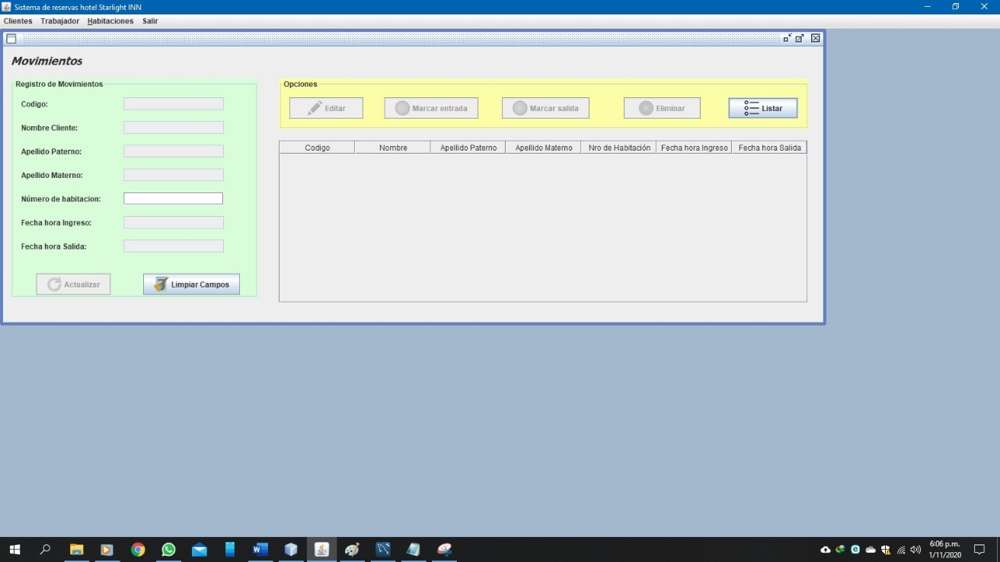 Sistema de reservas hotel Starlight INN
Clientes Trabajador Habitaciones Salir
Movimientos
Registro de Movimientos
Codigo:
Nombre Cliente:
Apellido Paterno:
Apellido Materno:
Número de habitacion:
Fecha hora Ingreso:
Fecha hora Salida:
Actualizar Limpiar Campos
Opciones
Editar Marcar entrada Marcar salida Eliminar Listar
Codigo Nombre Apellido Paterno Apellido Materno Nro de Habitación Fecha hora Ingreso Fecha hora Salida
6:06 p.m.
1/11/2020